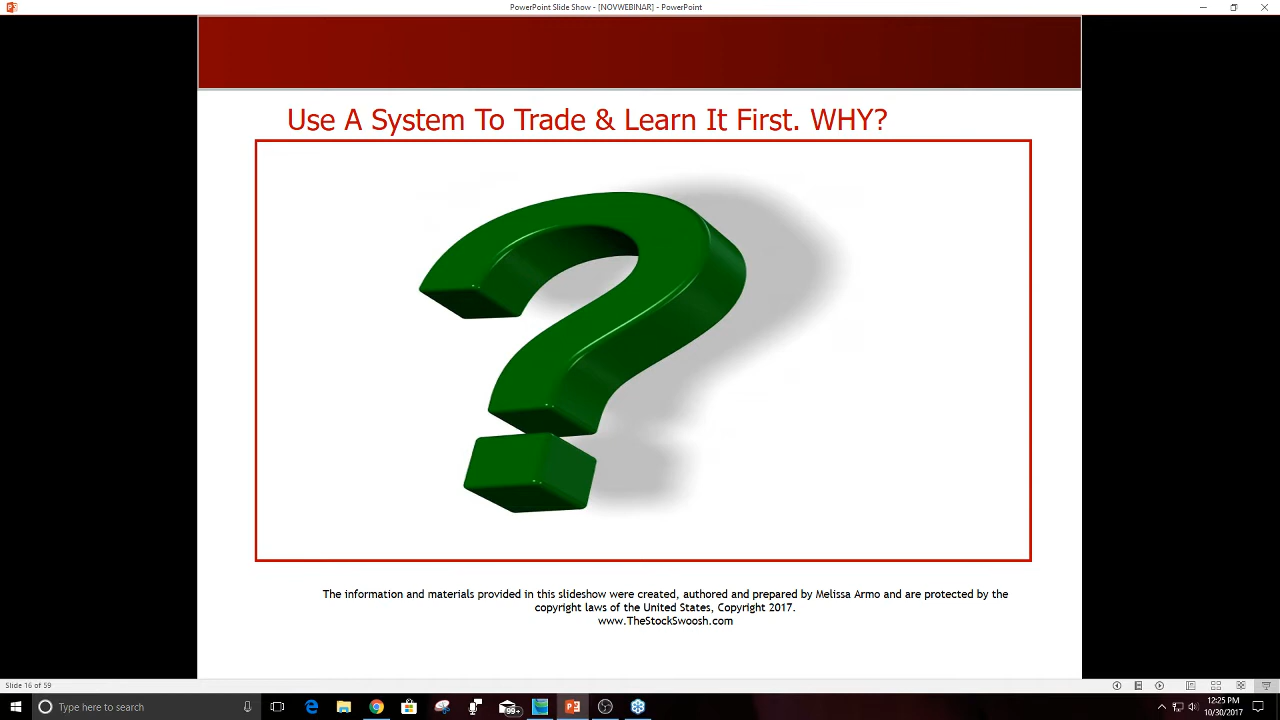 PowerPoint Slide Show - [NOVWEBINAR] - PowerPoint
Use A System To Trade & Learn It First. WHY?
The information and materials provided in this slideshow were created, authored and prepared by Melissa Armo and are protected by the
copyright laws of the United States, Copyright 2017.
www.TheStockSwoosh.com
Slide 16 of 59
Type here to search
99+
12:25 PM
10/30/2017